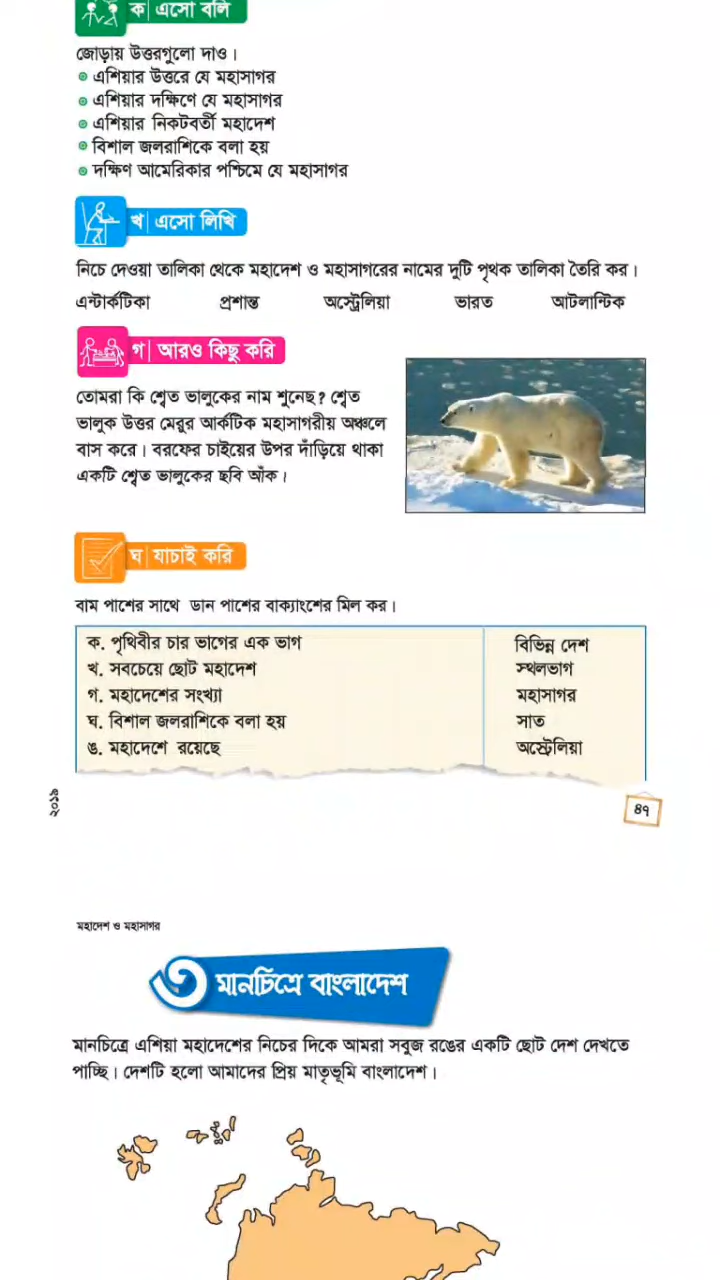 ক এসো বলি
জোড়ায় উত্তরগুলো দাও।
এশিয়ার উত্তরে যে মহাসাগর
এশিয়ার দক্ষিণে যে মহাসাগর
এশিয়ার নিকটবর্তী মহাদেশ
বিশাল জলরাশিকে বলা হয়
দক্ষিণ আমেরিকার পশ্চিমে যে মহাসাগর
খ এসো লিখি
নিচে দেওয়া তালিকা থেকে মহাদেশ ও মহাসাগরের নামের দুটি পৃথক তালিকা তৈরি কর।
এন্টার্কটিকা প্রশান্ত অস্ট্রেলিয়া ভারত আটলান্টিক
গ আরও কিছু করি
তোমরা কি শ্বেত ভালুকের নাম শুনেছ? শ্বেত
ভালুক উত্তর মেরুর আর্কটিক মহাসাগরীয় অঞ্চলে
বাস করে। বরফের চাইয়ের উপর দাঁড়িয়ে থাকা
একটি শ্বেত ভালুকের ছবি আঁক।
ঘ যাচাই করি
বাম পাশের সাথে ডান পাশের বাক্যাংশের মিল কর।
ক. পৃথিবীর চার ভাগের এক ভাগ বিভিন্ন দেশ
খ. সবচেয়ে ছোট মহাদেশ স্থলভাগ
গ. মহাদেশের সংখ্যা মহাসাগর
ঘ. বিশাল জলরাশিকে বলা হয় সাত
ঙ. মহাদেশে রয়েছে অস্ট্রেলিয়া
২০১৯
৪৭
মহাদেশ ও মহাসাগর
৩ মানচিত্রে বাংলাদেশ
মানচিত্রে এশিয়া মহাদেশের নিচের দিকে আমরা সবুজ রঙের একটি ছোট দেশ দেখতে
পাচ্ছি। দেশটি হলো আমাদের প্রিয় মাতৃভূমি বাংলাদেশ।